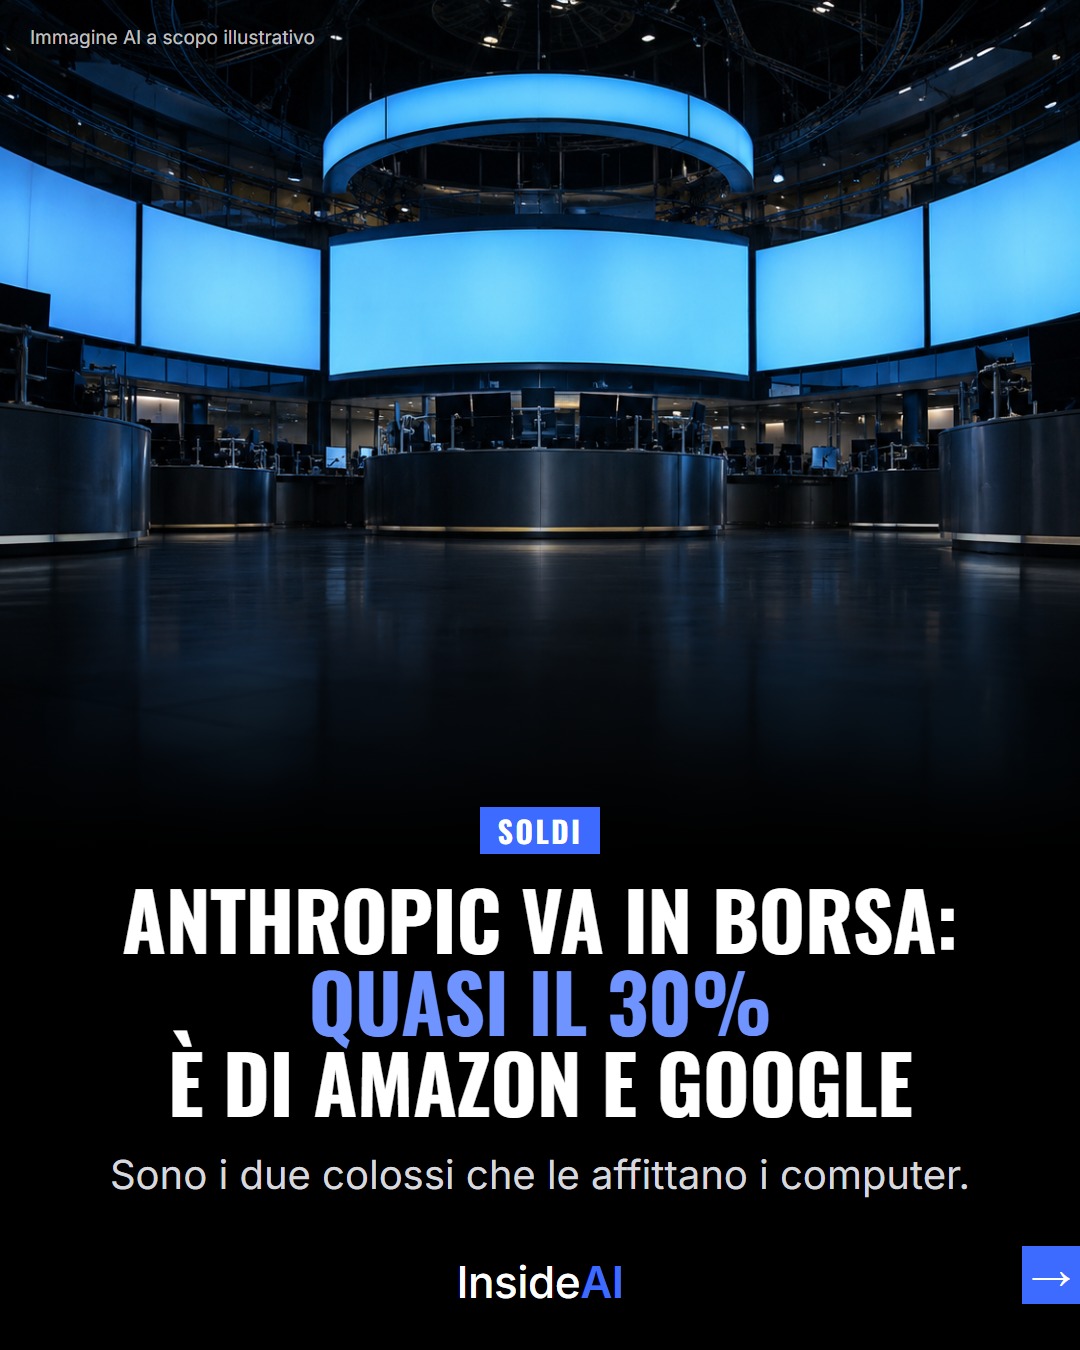 Immagine AI a scopo illustrativo
SOLDI
ANTHROPIC VA IN BORSA:
QUASI IL 30%
È DI AMAZON E GOOGLE
Sono i due colossi che le affittano i computer.
InsideAI
→